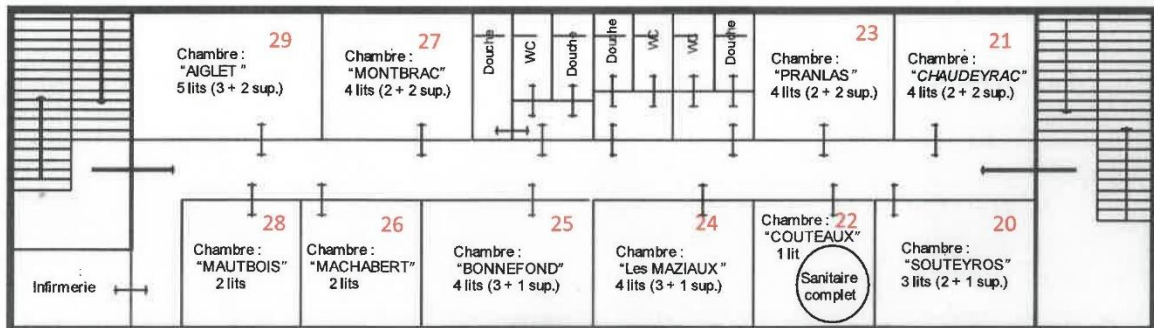 29
Chambre :
"AIGLET"
5 lits (3 + 2 sup.)
27
Chambre :
"MONTBRAC"
4 lits (2 + 2 sup.)
Douche
WC
Douche
Douche
WC
WC
Douche
23
Chambre :
"PRANLAS"
4 lits (2 + 2 sup.)
21
Chambre :
"CHAUDEYRAC"
4 lits (2 + 2 sup.)
Infirmerie
28
Chambre :
"MAUTBOIS"
2 lits
26
Chambre :
"MACHABERT"
2 lits
25
Chambre :
"BONNEFOND"
4 lits (3 + 1 sup.)
24
Chambre :
"Les MAZIAUX"
4 lits (3 + 1 sup.)
22
Chambre :
"COUTEAUX"
1 lit
Sanitaire
complet
20
Chambre :
"SOUTEYROS"
3 lits (2 + 1 sup.)